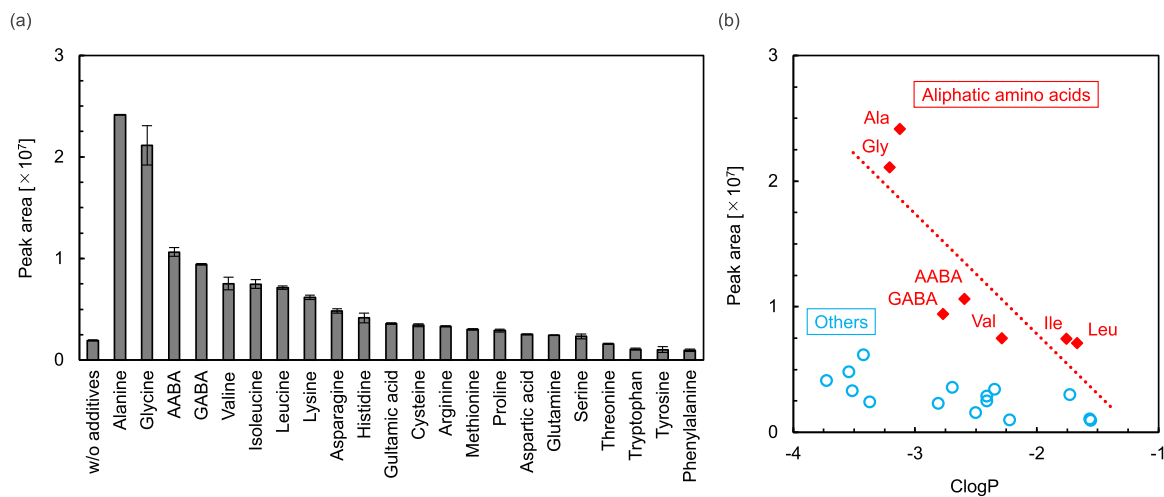 (a)
Peak area [×10⁷]
3
2
1
0
w/o additives
Alanine
Glycine
AABA
GABA
Valine
Isoleucine
Leucine
Lysine
Asparagine
Histidine
Gultamic acid
Cysteine
Arginine
Methionine
Proline
Aspartic acid
Glutamine
Serine
Threonine
Tryptophan
Tyrosine
Phenylalanine
(b)
Peak area [×10⁷]
3
2
1
0
Aliphatic amino acids
Ala
Gly
AABA
GABA
Val
Ile
Leu
Others
-4
-3
-2
-1
ClogP